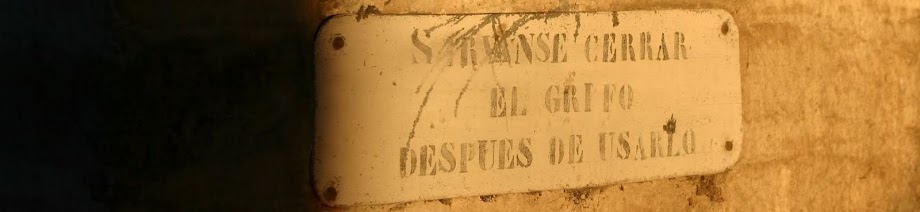 SIRVANSE CERRAR
EL GRIFO
DESPUES DE USARLO